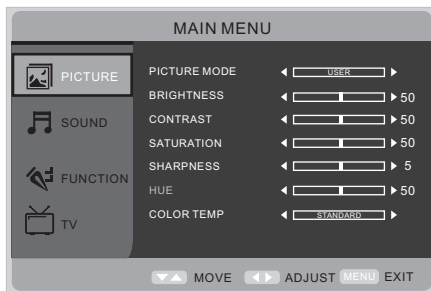 MAIN MENU
PICTURE
SOUND
FUNCTION
TV
PICTURE MODE USER
BRIGHTNESS 50
CONTRAST 50
SATURATION 50
SHARPNESS 5
HUE 50
COLOR TEMP STANDARD
MOVE ADJUST MENU EXIT